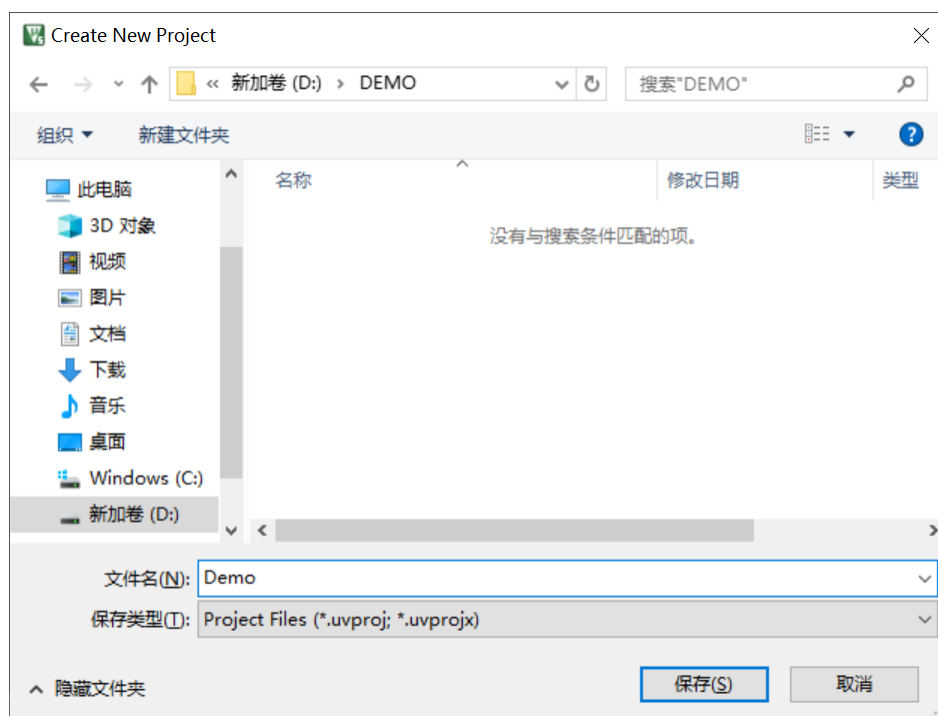 Create New Project
« 新加卷 (D:) › DEMO
搜索"DEMO"
组织 新建文件夹
此电脑
3D 对象
视频
图片
文档
下载
音乐
桌面
Windows (C:)
新加卷 (D:)
名称 修改日期 类型
没有与搜索条件匹配的项。
文件名(N): Demo
保存类型(T): Project Files (*.uvproj; *.uvprojx)
隐藏文件夹
保存(S) 取消